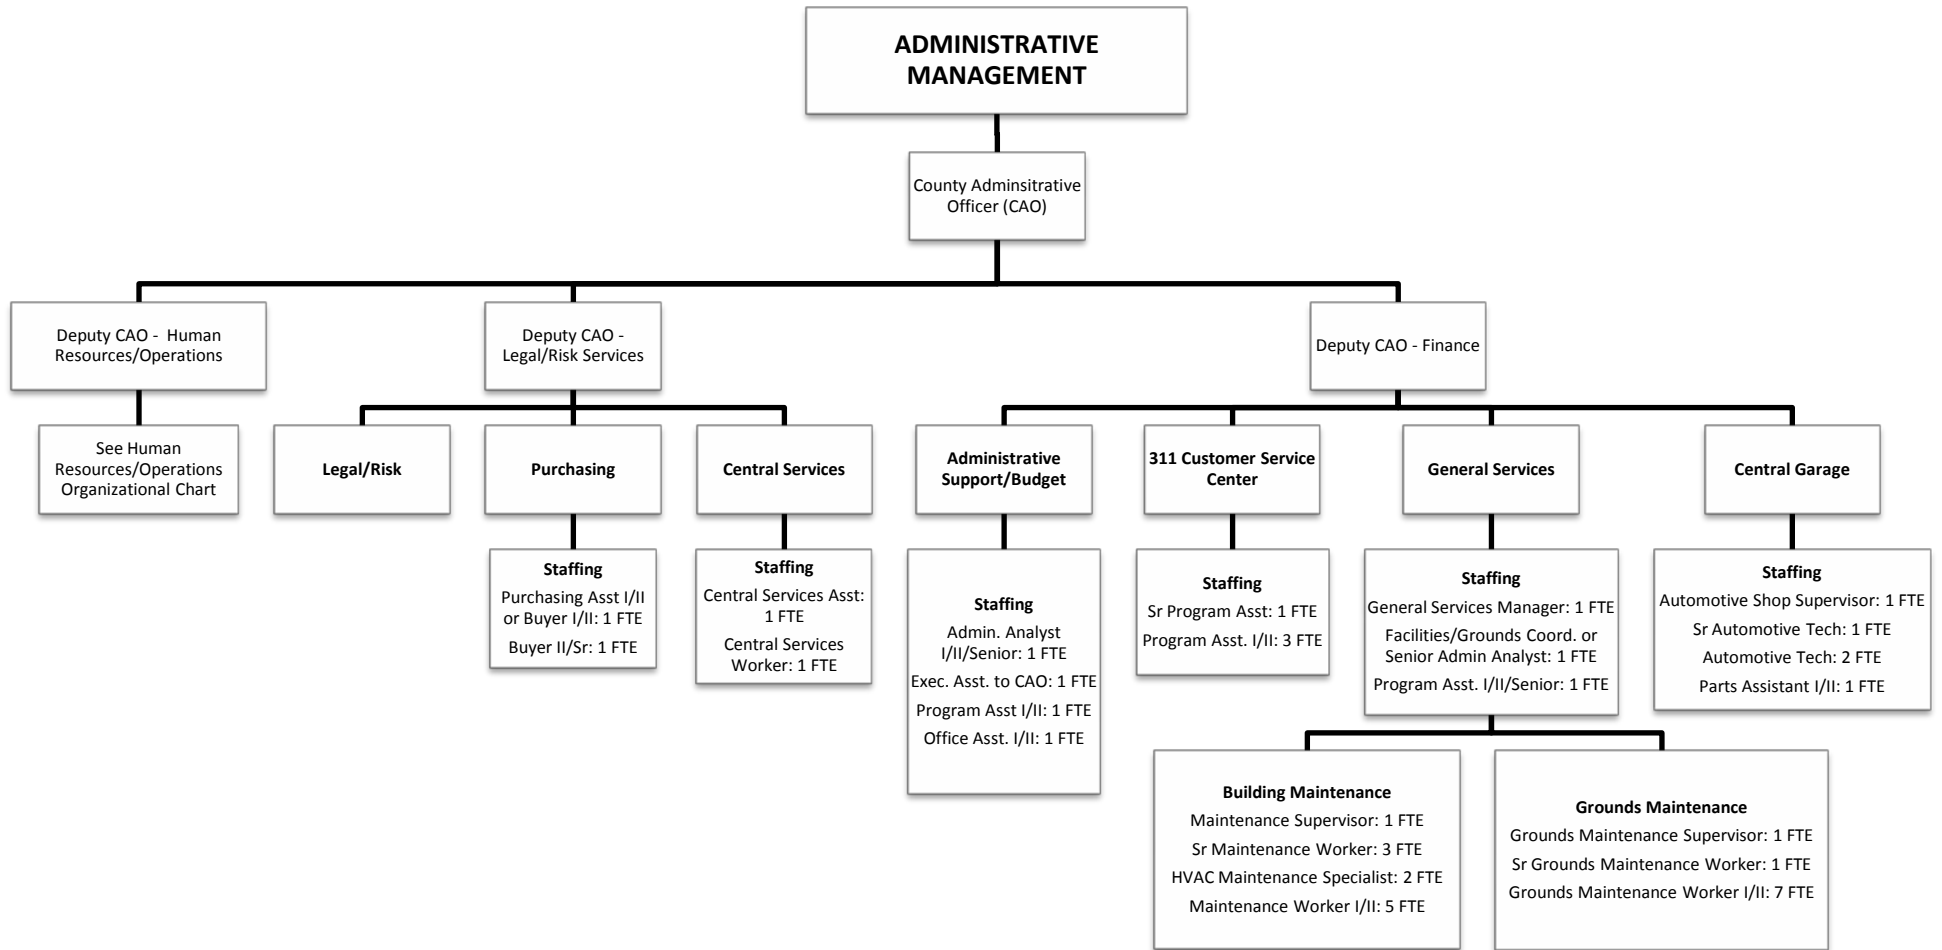 ADMINISTRATIVE
MANAGEMENT
County Adminsitrative
Officer (CAO)
Deputy CAO -  Human
Resources/Operations
Deputy CAO -
Legal/Risk Services
Deputy CAO - Finance
See Human
Resources/Operations
Organizational Chart
Legal/Risk
Purchasing
Central Services
Administrative
Support/Budget
311 Customer Service
Center
General Services
Central Garage
Staffing
Purchasing Asst I/II
or Buyer I/II: 1 FTE
Buyer II/Sr: 1 FTE
Staffing
Central Services Asst:
1 FTE
Central Services
Worker: 1 FTE
Staffing
Admin. Analyst
I/II/Senior: 1 FTE
Exec. Asst. to CAO: 1 FTE
Program Asst I/II: 1 FTE
Office Asst. I/II: 1 FTE
Staffing
Sr Program Asst: 1 FTE
Program Asst. I/II: 3 FTE
Staffing
General Services Manager: 1 FTE
Facilities/Grounds Coord. or
Senior Admin Analyst: 1 FTE
Program Asst. I/II/Senior: 1 FTE
Staffing
Automotive Shop Supervisor: 1 FTE
Sr Automotive Tech: 1 FTE
Automotive Tech: 2 FTE
Parts Assistant I/II: 1 FTE
Building Maintenance
Maintenance Supervisor: 1 FTE
Sr Maintenance Worker: 3 FTE
HVAC Maintenance Specialist: 2 FTE
Maintenance Worker I/II: 5 FTE
Grounds Maintenance
Grounds Maintenance Supervisor: 1 FTE
Sr Grounds Maintenance Worker: 1 FTE
Grounds Maintenance Worker I/II: 7 FTE